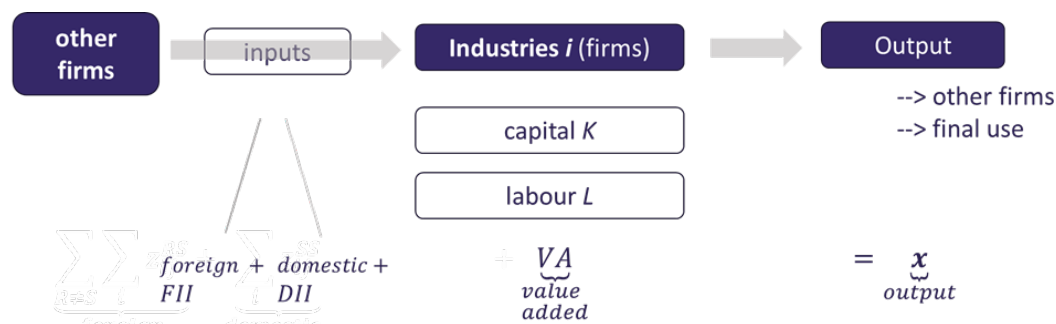 other
firms
inputs
Industries i (firms)
Output
--> other firms
--> final use
capital K
labour L
foreign + domestic +
FII DII
+ VA
value
added
= x
output